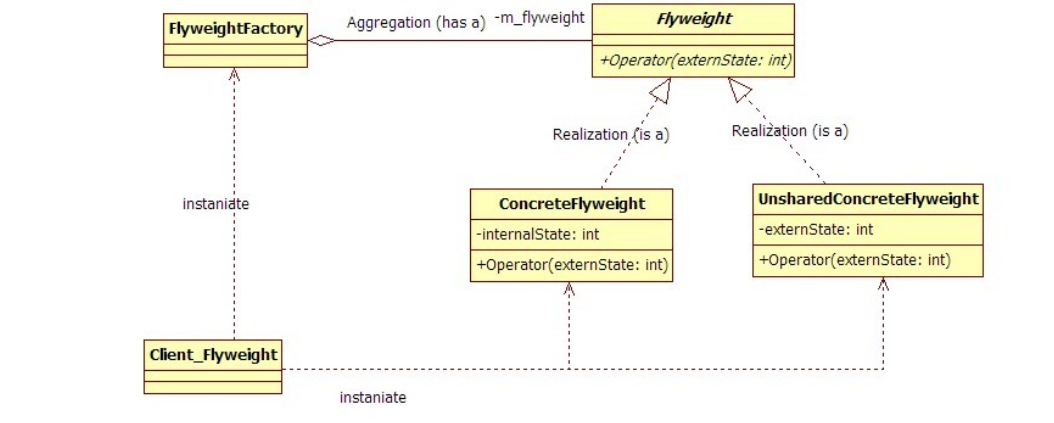 FlyweightFactory
Aggregation (has a)
-m_flyweight
Flyweight
+Operator(externState: int)
Realization (is a)
Realization (is a)
instaniate
ConcreteFlyweight
-internalState: int
+Operator(externState: int)
UnsharedConcreteFlyweight
-externState: int
+Operator(externState: int)
Client_Flyweight
instaniate